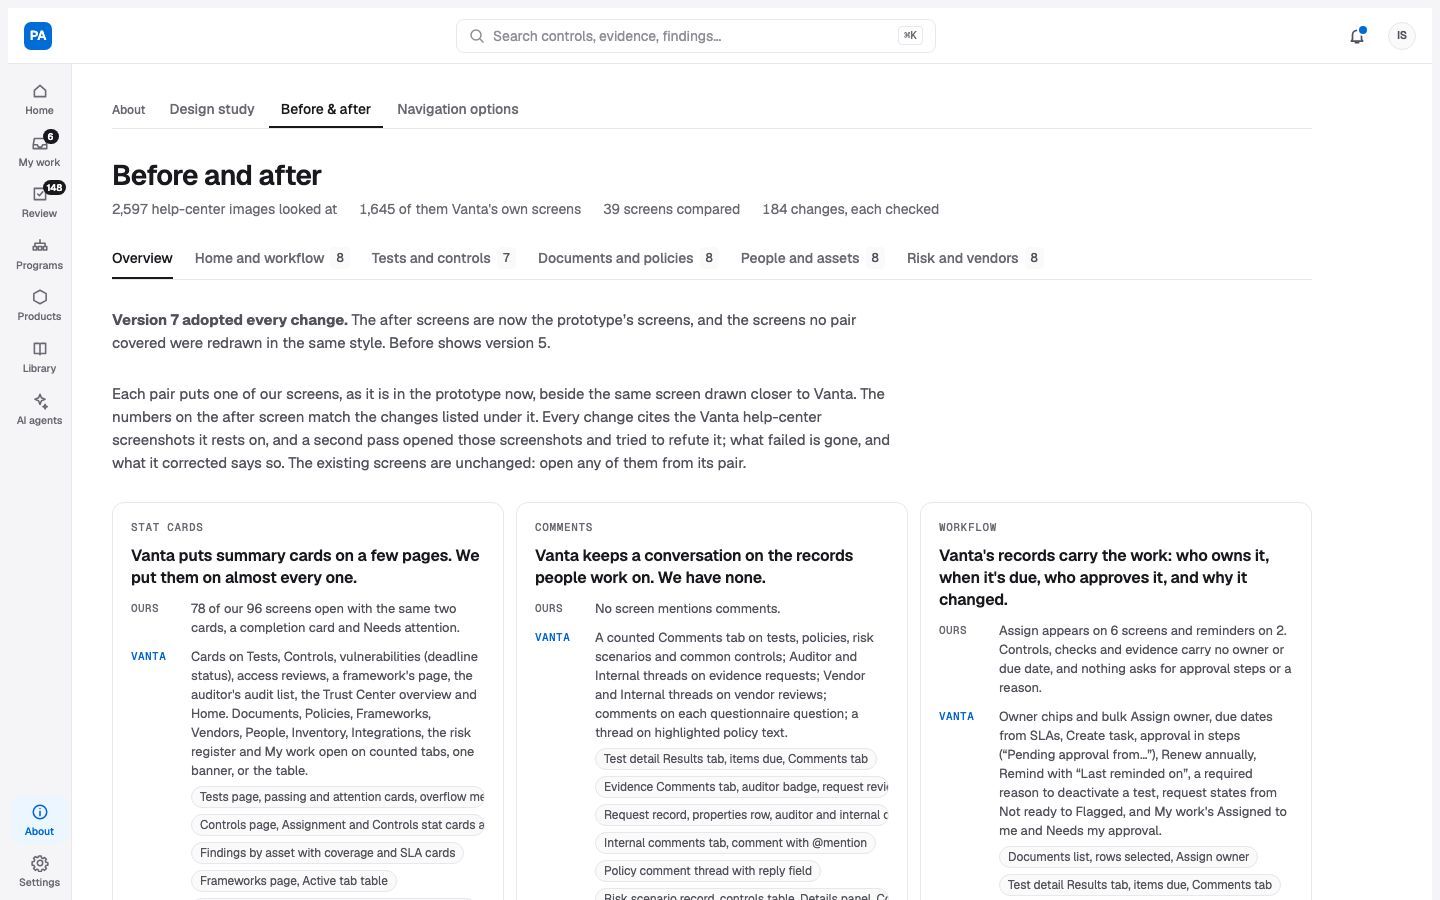 PA
Search controls, evidence, findings...
⌘K
IS
Home
6
My work
148
Review
Programs
Products
Library
AI agents
About
Settings
About Design study Before & after Navigation options
Before and after
2,597 help-center images looked at 1,645 of them Vanta's own screens 39 screens compared 184 changes, each checked
Overview Home and workflow 8 Tests and controls 7 Documents and policies 8 People and assets 8 Risk and vendors 8
Version 7 adopted every change. The after screens are now the prototype's screens, and the screens no pair
covered were redrawn in the same style. Before shows version 5.
Each pair puts one of our screens, as it is in the prototype now, beside the same screen drawn closer to Vanta. The
numbers on the after screen match the changes listed under it. Every change cites the Vanta help-center
screenshots it rests on, and a second pass opened those screenshots and tried to refute it; what failed is gone, and
what it corrected says so. The existing screens are unchanged: open any of them from its pair.
STAT CARDS
Vanta puts summary cards on a few pages. We
put them on almost every one.
OURS
78 of our 96 screens open with the same two
cards, a completion card and Needs attention.
VANTA
Cards on Tests, Controls, vulnerabilities (deadline
status), access reviews, a framework's page, the
auditor's audit list, the Trust Center overview and
Home. Documents, Policies, Frameworks,
Vendors, People, Inventory, Integrations, the risk
register and My work open on counted tabs, one
banner, or the table.
Tests page, passing and attention cards, overflow me
Controls page, Assignment and Controls stat cards a
Findings by asset with coverage and SLA cards
Frameworks page, Active tab table
COMMENTS
Vanta keeps a conversation on the records
people work on. We have none.
OURS
No screen mentions comments.
VANTA
A counted Comments tab on tests, policies, risk
scenarios and common controls; Auditor and
Internal threads on evidence requests; Vendor
and Internal threads on vendor reviews;
comments on each questionnaire question; a
thread on highlighted policy text.
Test detail Results tab, items due, Comments tab
Evidence Comments tab, auditor badge, request revi
Request record, properties row, auditor and internal c
Internal comments tab, comment with @mention
Policy comment thread with reply field
Risk scenario record, controls table, Details panel, Co
WORKFLOW
Vanta's records carry the work: who owns it,
when it's due, who approves it, and why it
changed.
OURS
Assign appears on 6 screens and reminders on 2.
Controls, checks and evidence carry no owner or
due date, and nothing asks for approval steps or a
reason.
VANTA
Owner chips and bulk Assign owner, due dates
from SLAs, Create task, approval in steps
(“Pending approval from…”), Renew annually,
Remind with “Last reminded on”, a required
reason to deactivate a test, request states from
Not ready to Flagged, and My work's Assigned to
me and Needs my approval.
Documents list, rows selected, Assign owner
Test detail Results tab, items due, Comments tab